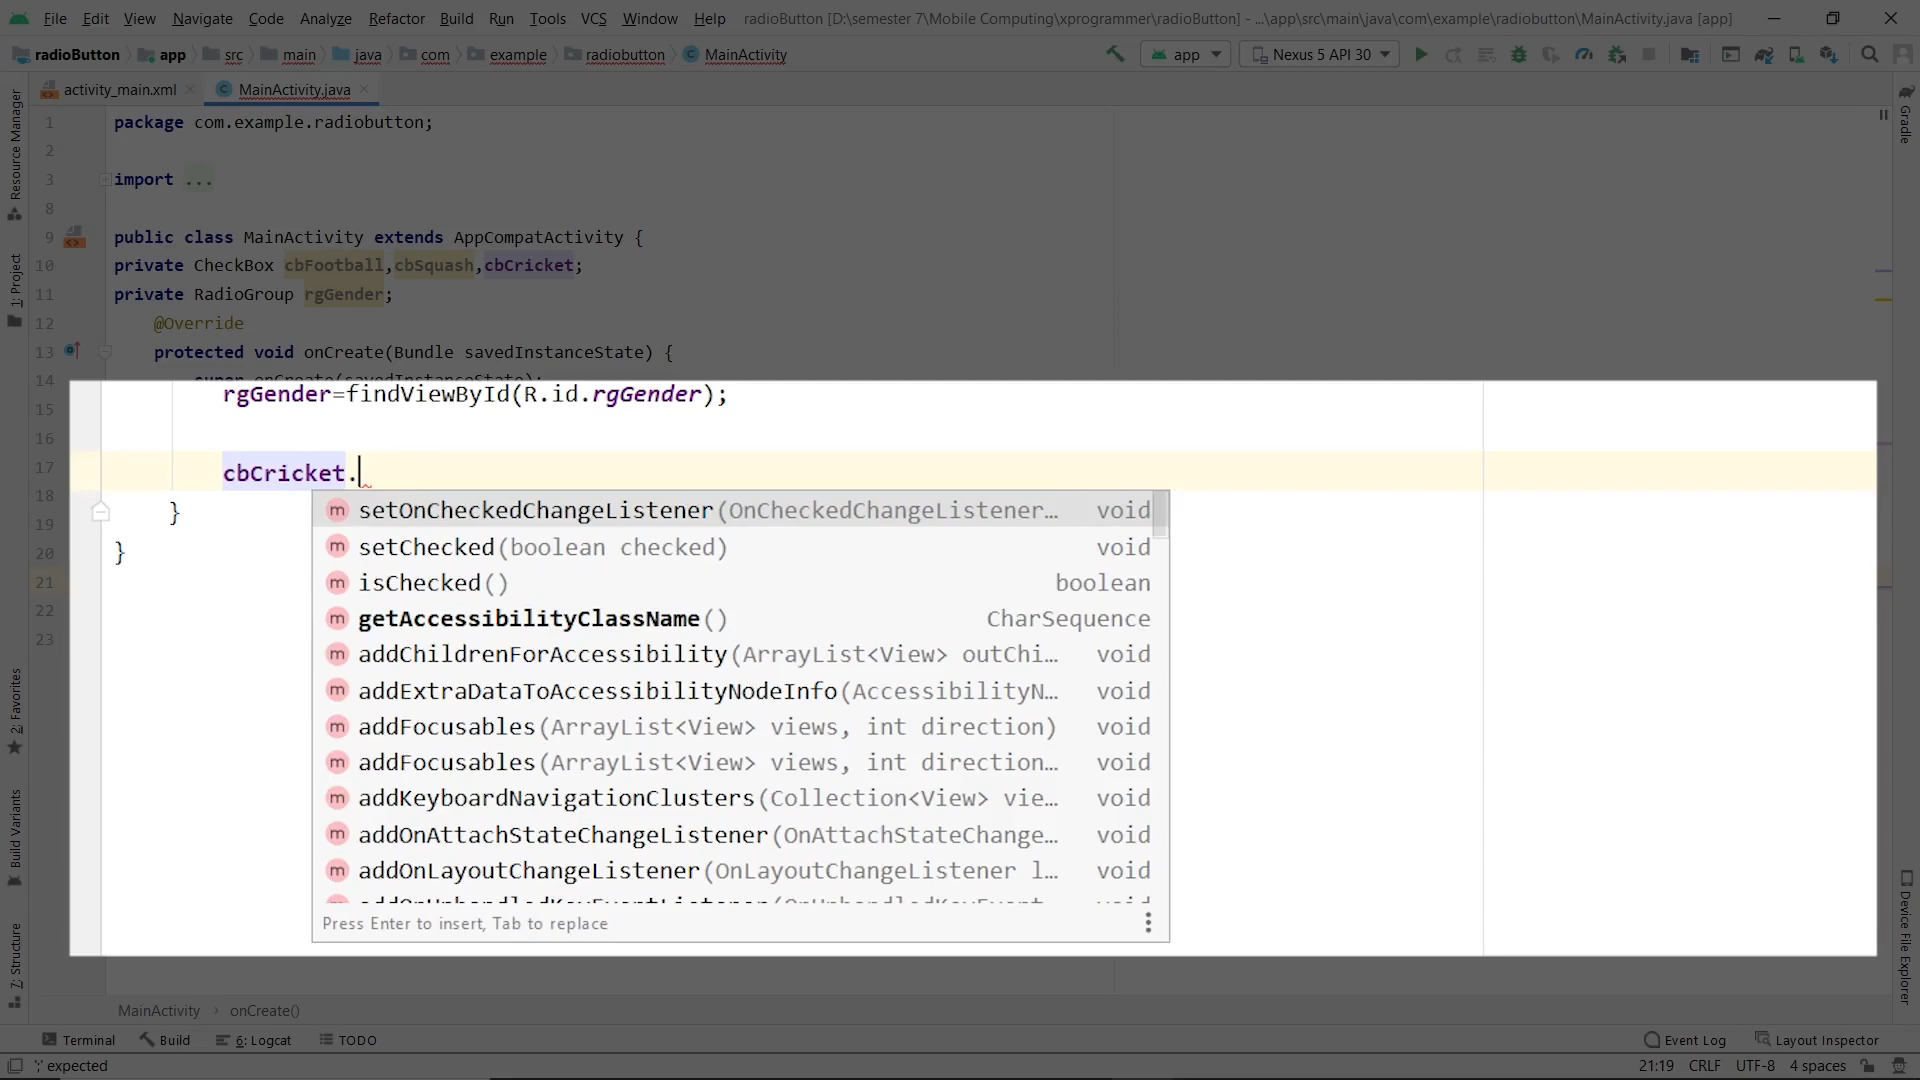 File Edit View Navigate Code Analyze Refactor Build Run Tools VCS Window Help radioButton [D:\semester 7\Mobile Computing\xprogrammer\radioButton] - ...\app\src\main\java\com\example\radiobutton\MainActivity.java [app]
radioButton app src main java com example radiobutton MainActivity app Nexus 5 API 30
activity_main.xml MainActivity.java
Resource Manager
1: Project
2: Favorites
Build Variants
7: Structure
Gradle
Device File Explorer
1 package com.example.radiobutton;
2
3 import ...
8
9 public class MainActivity extends AppCompatActivity {
10 private CheckBox cbFootball,cbSquash,cbCricket;
11 private RadioGroup rgGender;
12 @Override
13 protected void onCreate(Bundle savedInstanceState) {
14 super.onCreate(savedInstanceState);
15 rgGender=findViewById(R.id.rgGender);
16
17 cbCricket.
18 }
19
20 }
21
22
23
m setOnCheckedChangeListener(OnCheckedChangeListener… void
m setChecked(boolean checked) void
m isChecked() boolean
m getAccessibilityClassName() CharSequence
m addChildrenForAccessibility(ArrayList<View> outChi… void
m addExtraDataToAccessibilityNodeInfo(AccessibilityN… void
m addFocusables(ArrayList<View> views, int direction) void
m addFocusables(ArrayList<View> views, int direction… void
m addKeyboardNavigationClusters(Collection<View> vie… void
m addOnAttachStateChangeListener(OnAttachStateChange… void
m addOnLayoutChangeListener(OnLayoutChangeListener l… void
Press Enter to insert, Tab to replace
MainActivity › onCreate()
Terminal Build 6: Logcat TODO Event Log Layout Inspector
';' expected 21:19 CRLF UTF-8 4 spaces